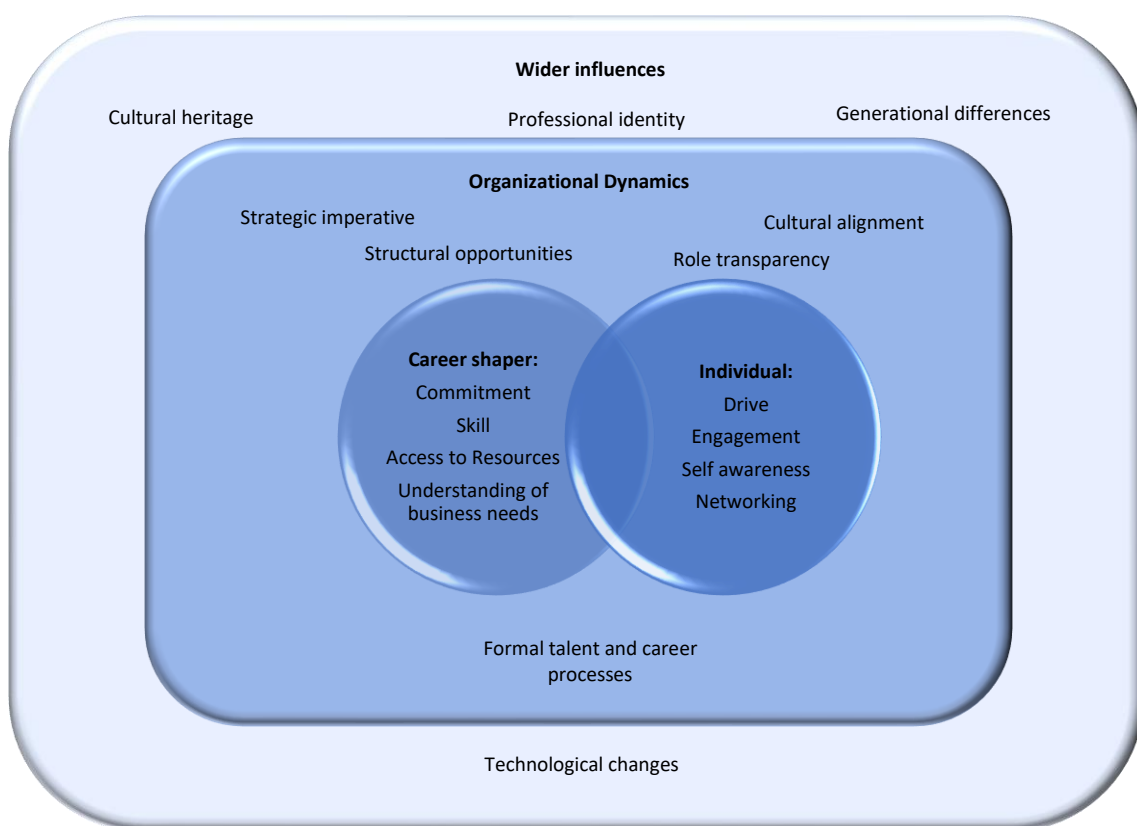 Wider influences
Cultural heritage
Professional identity
Generational differences
Organizational Dynamics
Strategic imperative
Cultural alignment
Structural opportunities
Role transparency
Career shaper:
Commitment
Skill
Access to Resources
Understanding of
business needs
Individual:
Drive
Engagement
Self awareness
Networking
Formal talent and career
processes
Technological changes